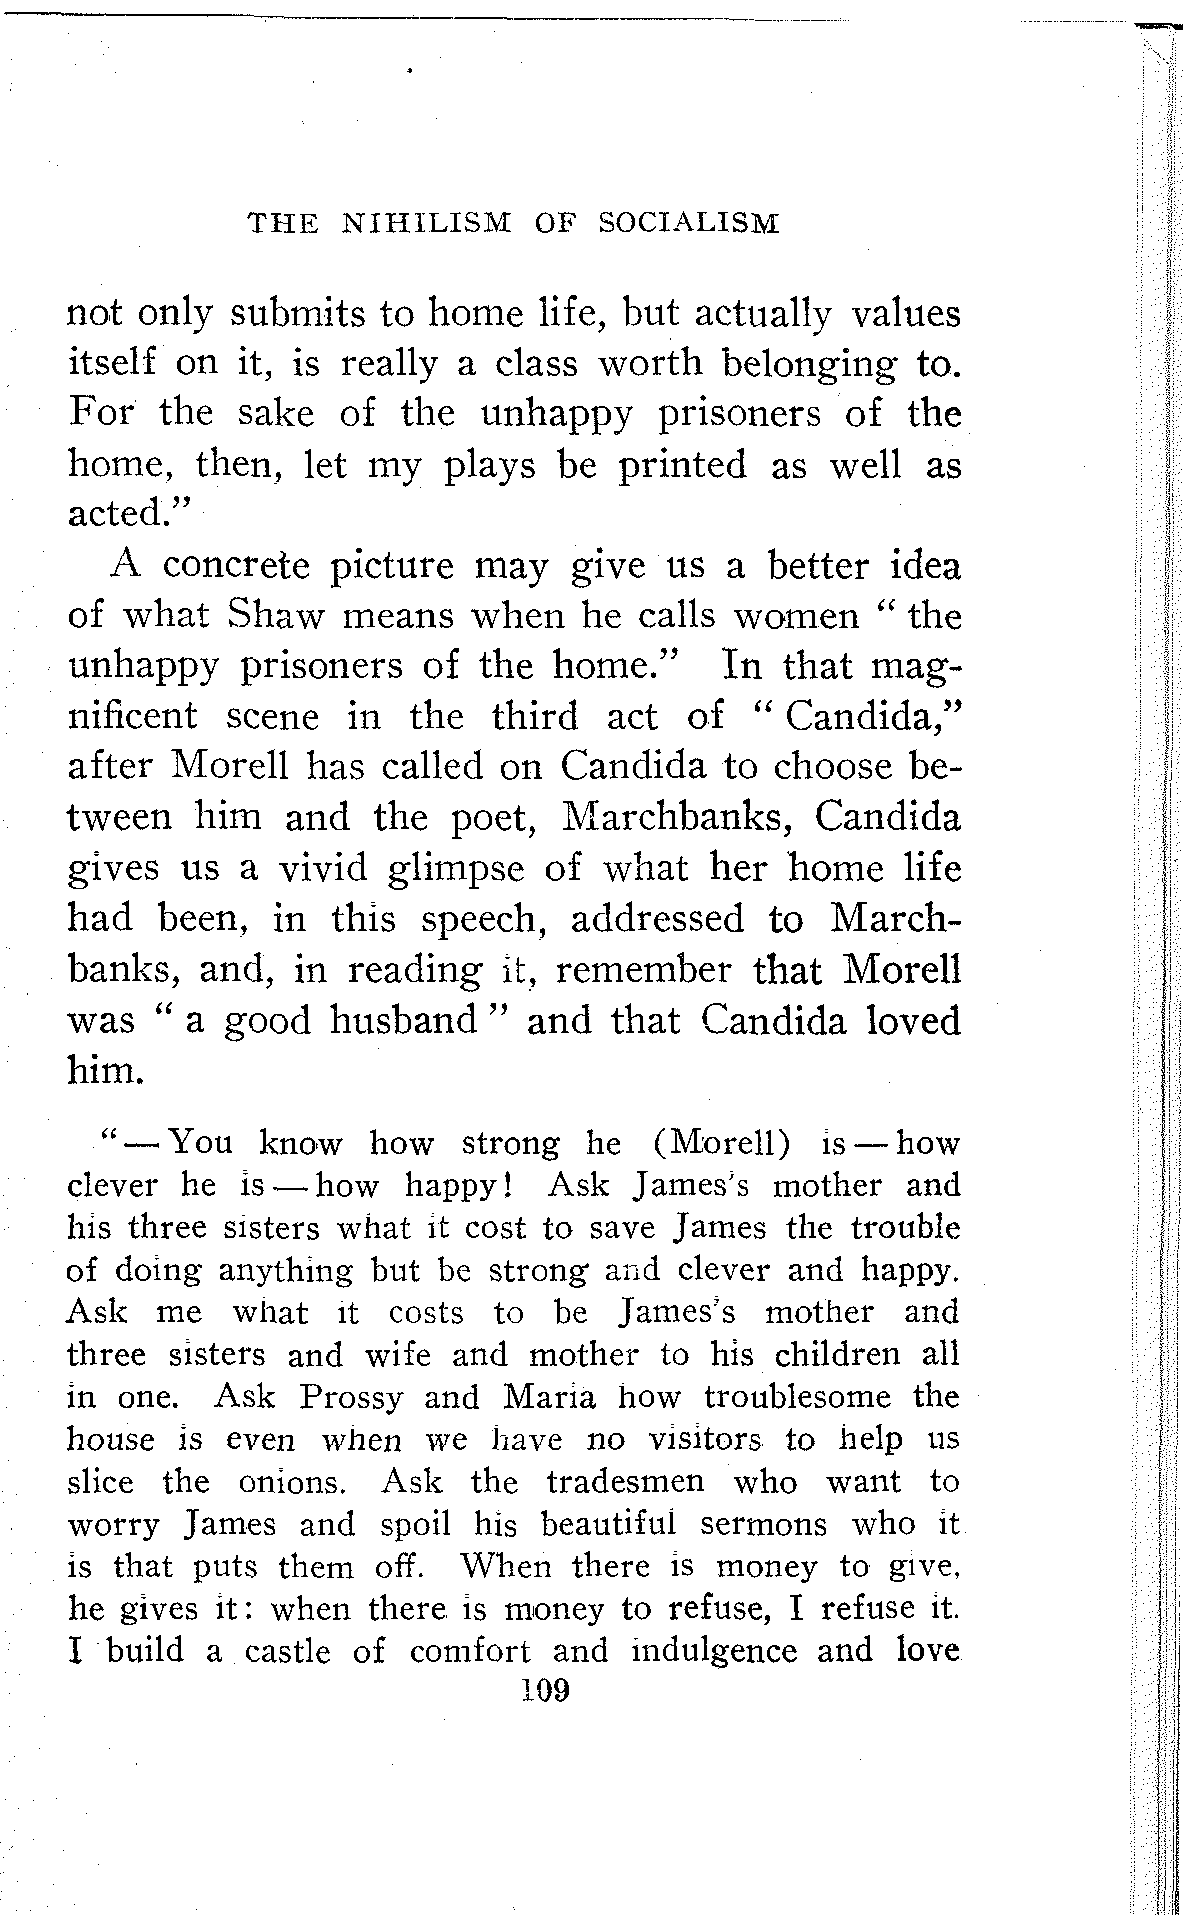 THE NIHILISM OF SOCIALISM
not only submits to home life, but actually values
itself on it, is really a class worth belonging to.
For the sake of the unhappy prisoners of the
home, then, let my plays be printed as well as
acted.”
A concrete picture may give us a better idea
of what Shaw means when he calls women “ the
unhappy prisoners of the home.” In that mag-
nificent scene in the third act of “ Candida,”
after Morell has called on Candida to choose be-
tween him and the poet, Marchbanks, Candida
gives us a vivid glimpse of what her home life
had been, in this speech, addressed to March-
banks, and, in reading it, remember that Morell
was “ a good husband ” and that Candida loved
him.
“ — You know how strong he (Morell) is — how
clever he is — how happy! Ask James’s mother and
his three sisters what it cost to save James the trouble
of doing anything but be strong and clever and happy.
Ask me what it costs to be James’s mother and
three sisters and wife and mother to his children all
in one. Ask Prossy and Maria how troublesome the
house is even when we have no visitors to help us
slice the onions. Ask the tradesmen who want to
worry James and spoil his beautiful sermons who it
is that puts them off. When there is money to give,
he gives it: when there is money to refuse, I refuse it.
I build a castle of comfort and indulgence and love
109